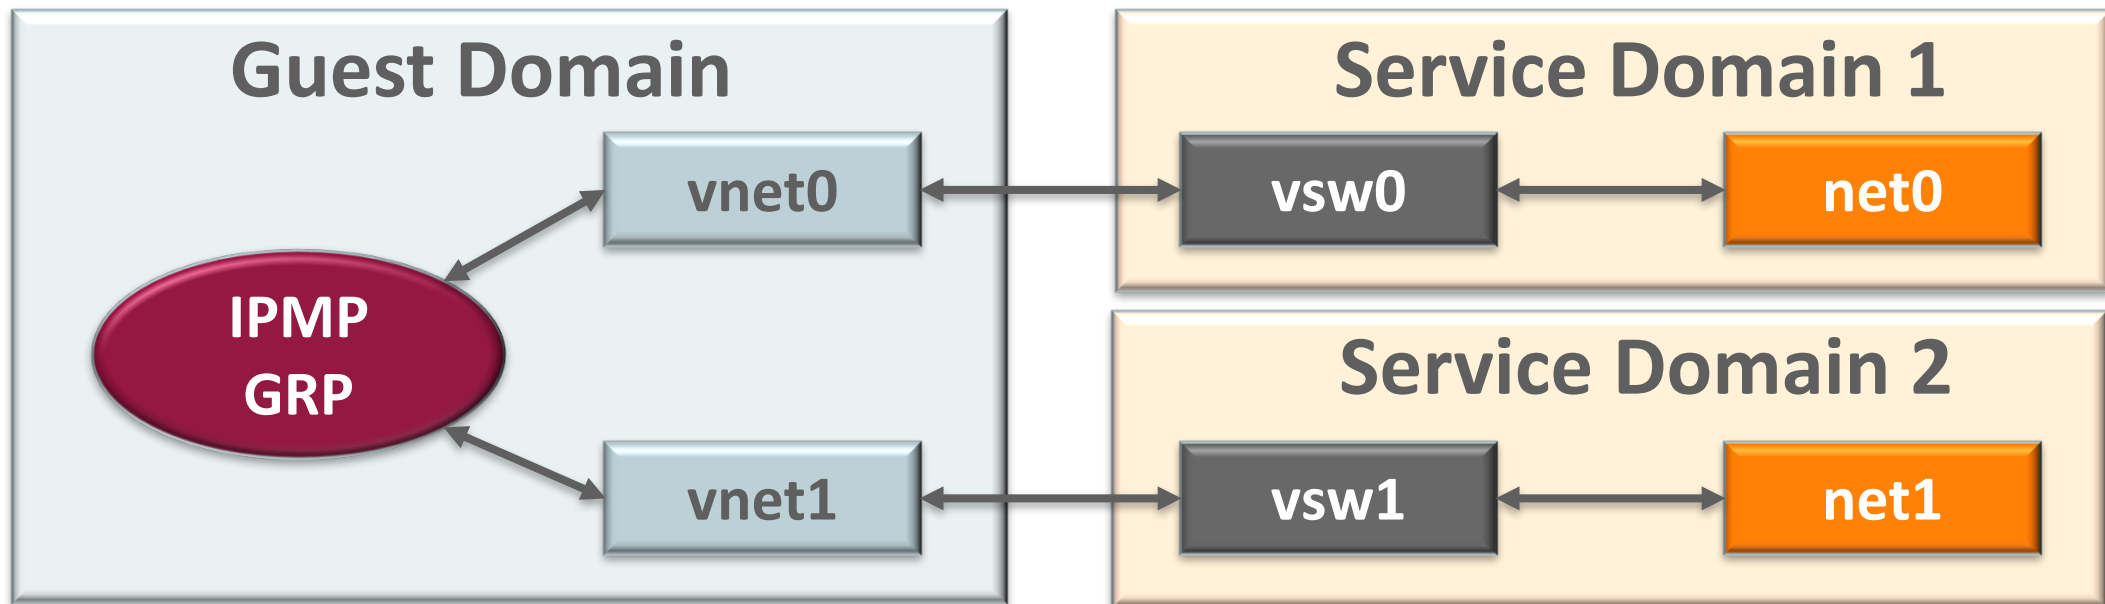 Guest Domain
vnet0
IPMP
GRP
vnet1
Service Domain 1
vsw0
net0
Service Domain 2
vsw1
net1